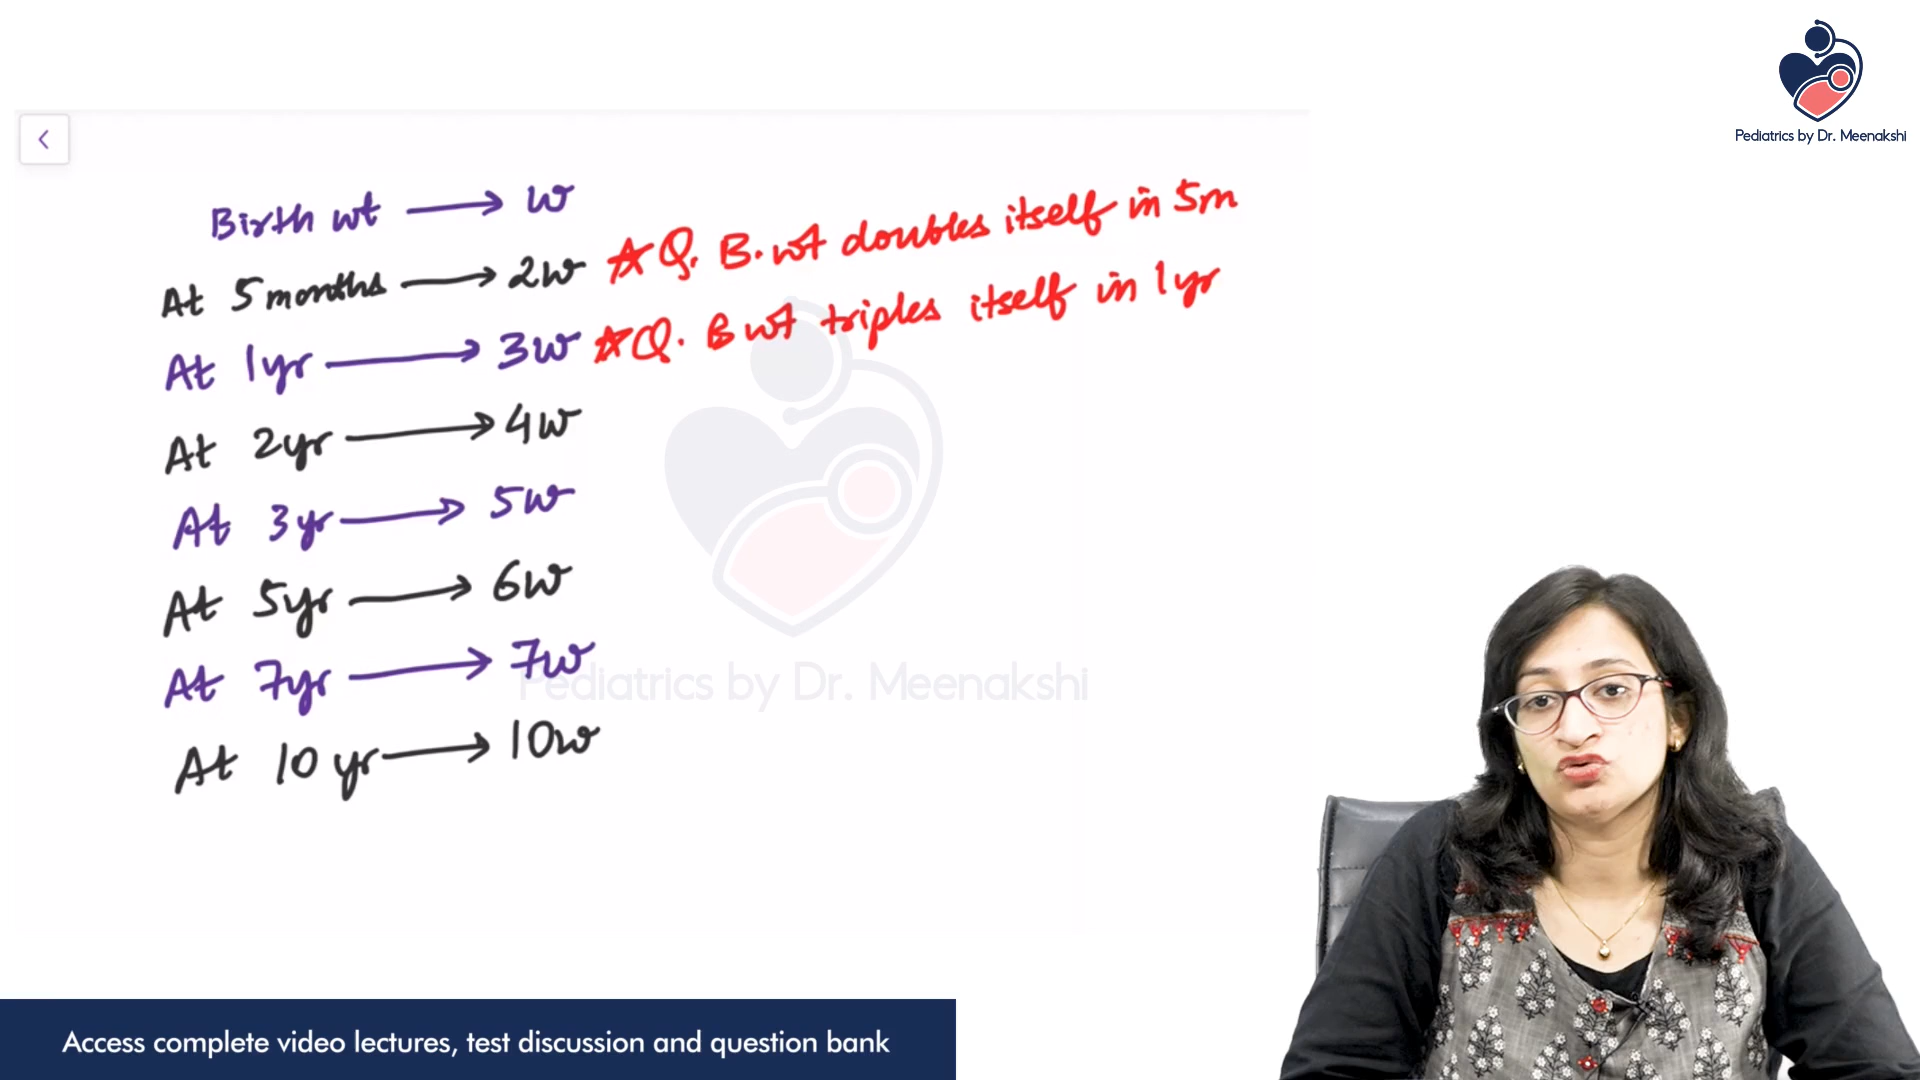 Pediatrics by Dr. Meenakshi
Birth wt → w
At 5 months → 2w ★Q. B.wt doubles itself in 5m
At 1yr → 3w ★Q. B wt triples itself in 1yr
At 2yr → 4w
At 3yr → 5w
At 5yr → 6w
At 7yr → 7w
Pediatrics by Dr. Meenakshi
At 10 yr → 10w
Access complete video lectures, test discussion and question bank